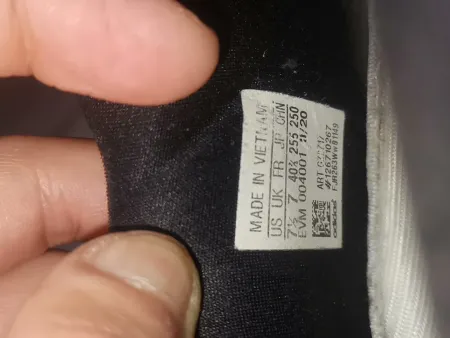 MADE IN VIETNAM
US UK FR JP CHN
7½ 7 40⅔ 255 250
EVM 004001 11/20
ART
adidas